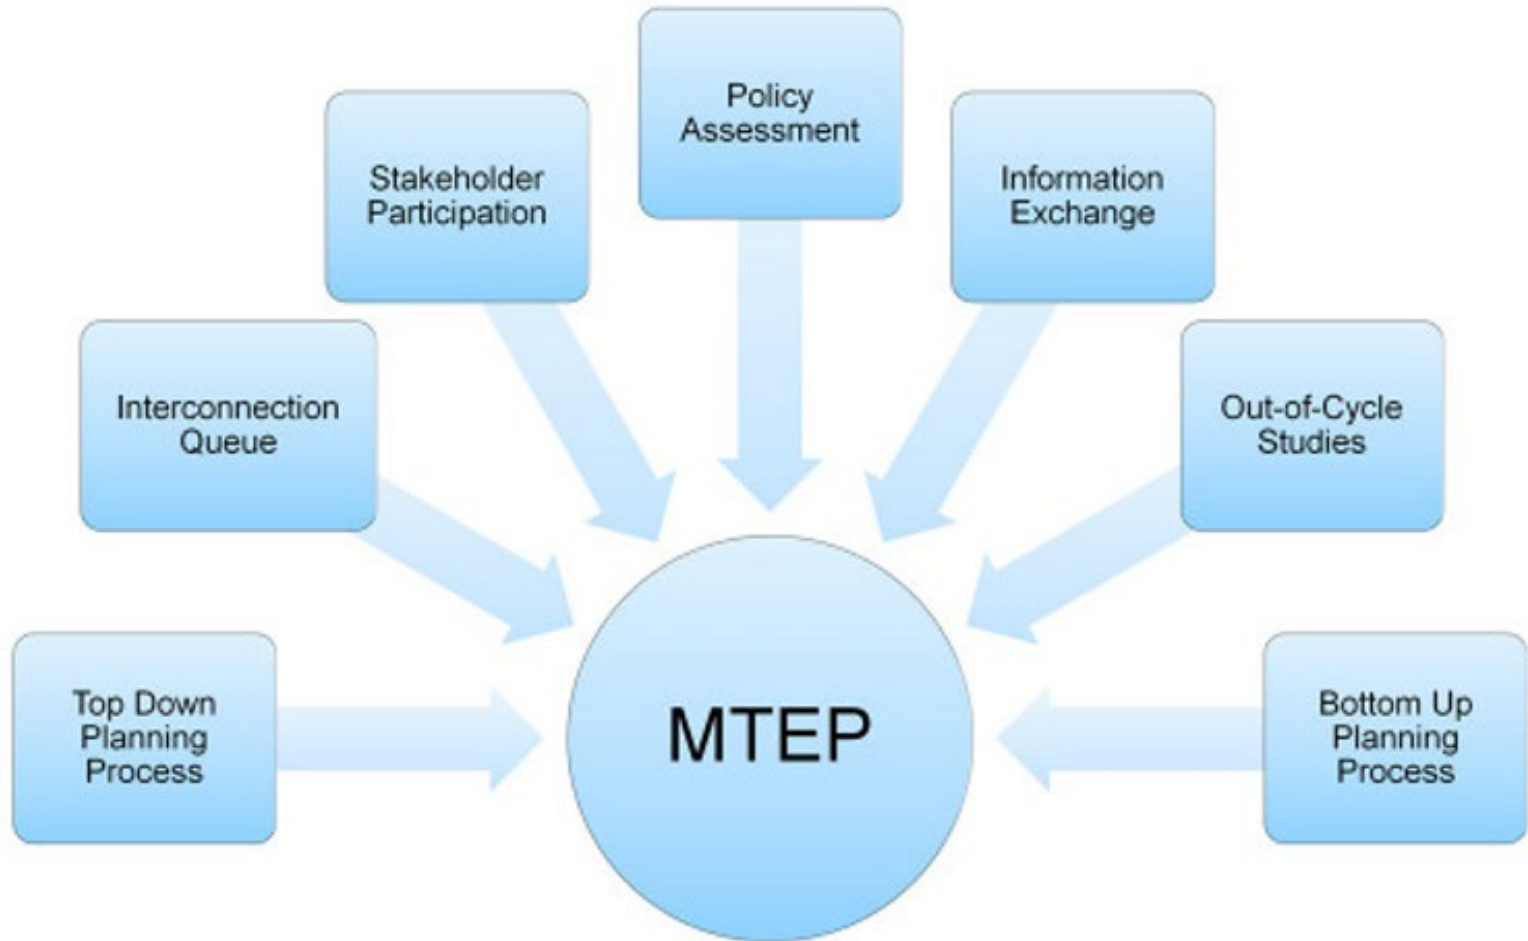 Policy
Assessment
Stakeholder
Participation
Information
Exchange
Interconnection
Queue
Out-of-Cycle
Studies
Top Down
Planning
Process
MTEP
Bottom Up
Planning
Process